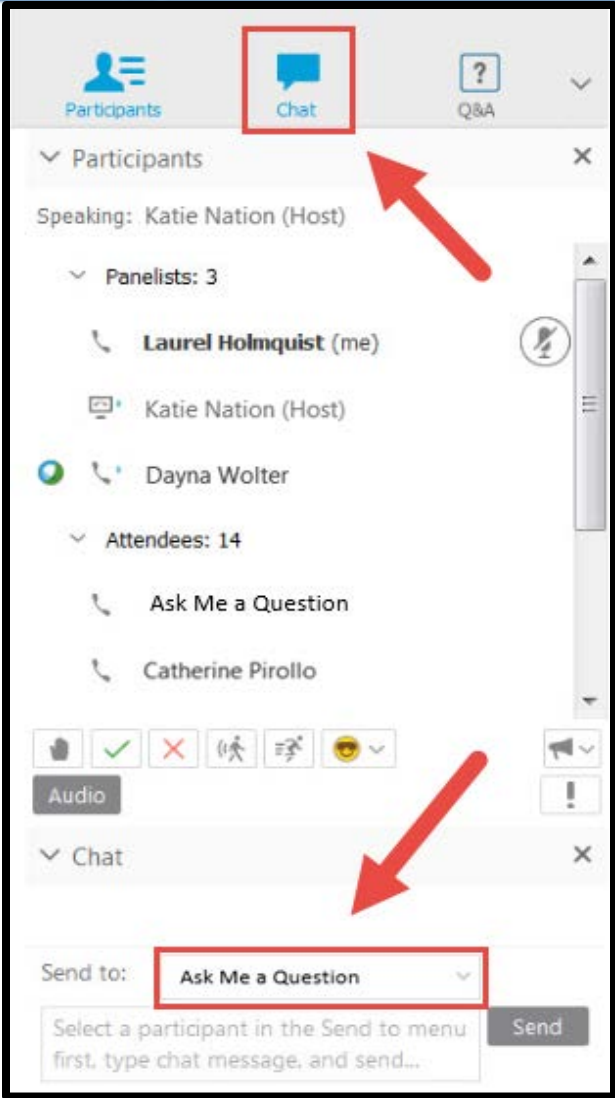 Participants
Chat
?
Q&A
Participants
Speaking: Katie Nation (Host)
Panelists: 3
Laurel Holmquist (me)
Katie Nation (Host)
Dayna Wolter
Attendees: 14
Ask Me a Question
Catherine Pirollo
Audio
!
Chat
Send to:
Ask Me a Question
Select a participant in the Send to menu
first, type chat message, and send...
Send